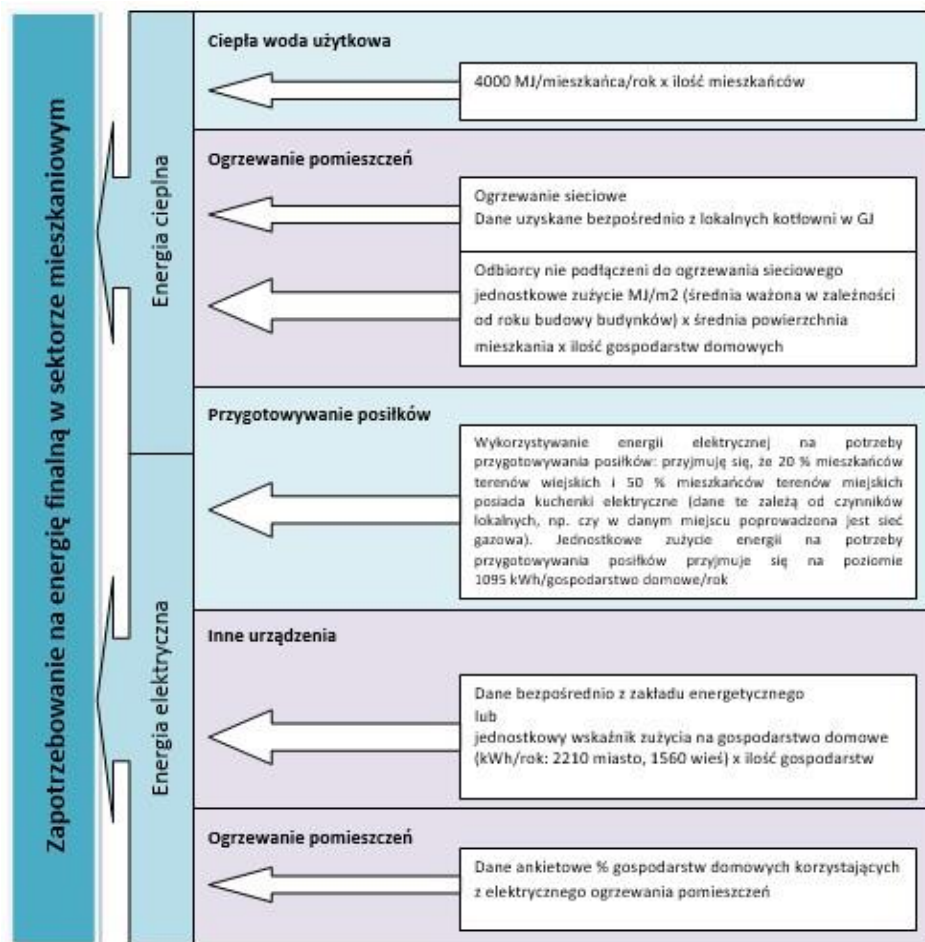 Zapotrzebowanie na energię finalną w sektorze mieszkaniowym
Energia cieplna
Ciepła woda użytkowa
4000 MJ/mieszkańca/rok x ilość mieszkańców
Ogrzewanie pomieszczeń
Ogrzewanie sieciowe
Dane uzyskane bezpośrednio z lokalnych kotłowni w GJ
Odbiorcy nie podłączeni do ogrzewania sieciowego
jednostkowe zużycie MJ/m2 (średnia ważona w zależności
od roku budowy budynków) x średnia powierzchnia
mieszkania x ilość gospodarstw domowych
Przygotowywanie posiłków
Wykorzystywanie energii elektrycznej na potrzeby
przygotowywania posiłków: przyjmuję się, że 20 % mieszkańców
terenów wiejskich i 50 % mieszkańców terenów miejskich
posiada kuchenki elektryczne (dane te zależą od czynników
lokalnych, np. czy w danym miejscu poprowadzona jest sieć
gazowa). Jednostkowe zużycie energii na potrzeby
przygotowywania posiłków przyjmuje się na poziomie
1095 kWh/gospodarstwo domowe/rok
Energia elektryczna
Inne urządzenia
Dane bezpośrednio z zakładu energetycznego
lub
jednostkowy wskaźnik zużycia na gospodarstwo domowe
(kWh/rok: 2210 miasto, 1560 wieś) x ilość gospodarstw
Ogrzewanie pomieszczeń
Dane ankietowe % gospodarstw domowych korzystających
z elektrycznego ogrzewania pomieszczeń